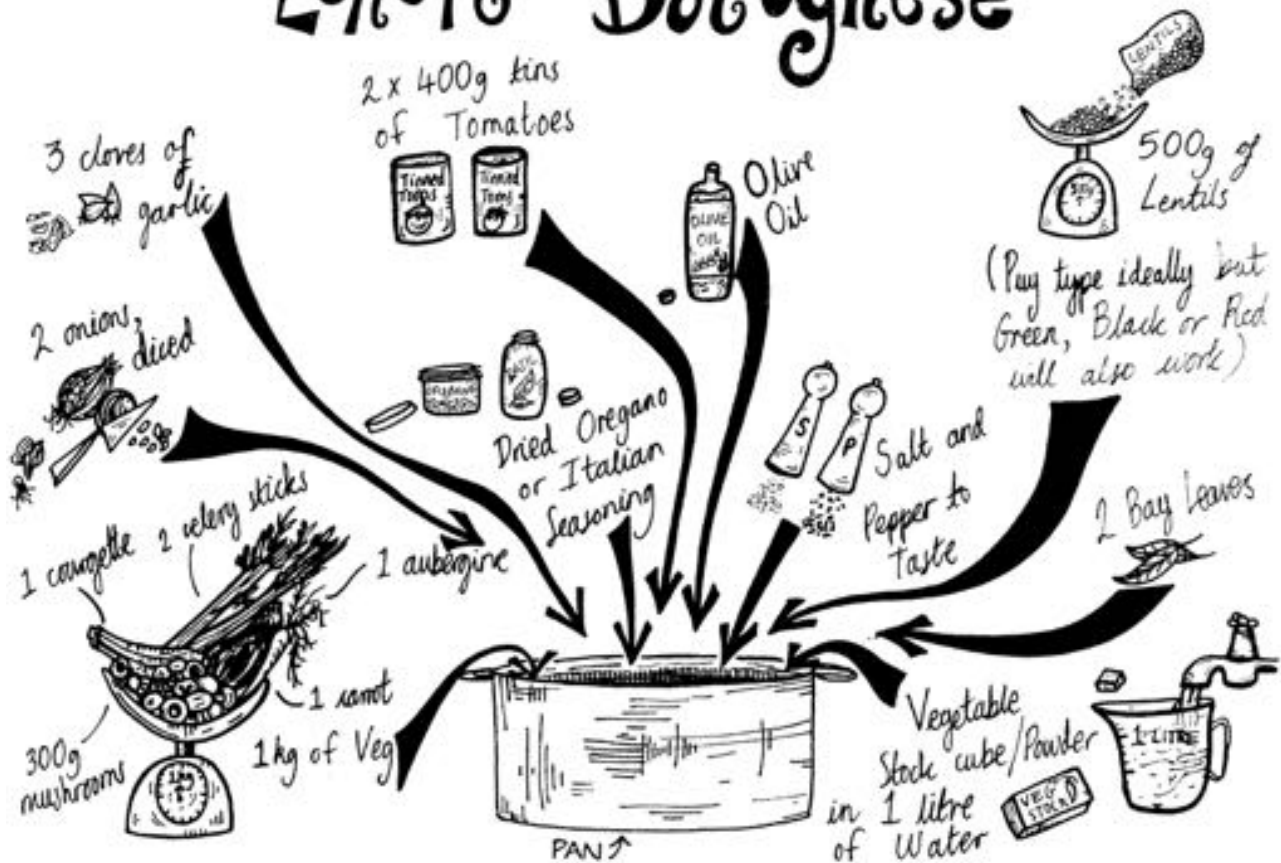 Bolognese
2 x 400g tins
of Tomatoes
Tinned
Toms
Tinned
Toms
3 cloves of
garlic
2 onions,
diced
Olive
Oil
OLIVE
OIL
LENTILS
500g of
Lentils
(Puy type ideally but
Green, Black or Red
will also work)
Dried Oregano
or Italian
Seasoning
S
P
Salt and
Pepper to
Taste
2 Bay Leaves
1 courgette
2 celery sticks
1 aubergine
1 carrot
300g
mushrooms
1kg
1kg of Veg
Vegetable
Stock cube/Powder
in 1 litre
of Water
VEG
STOCK
1 LITRE
PAN